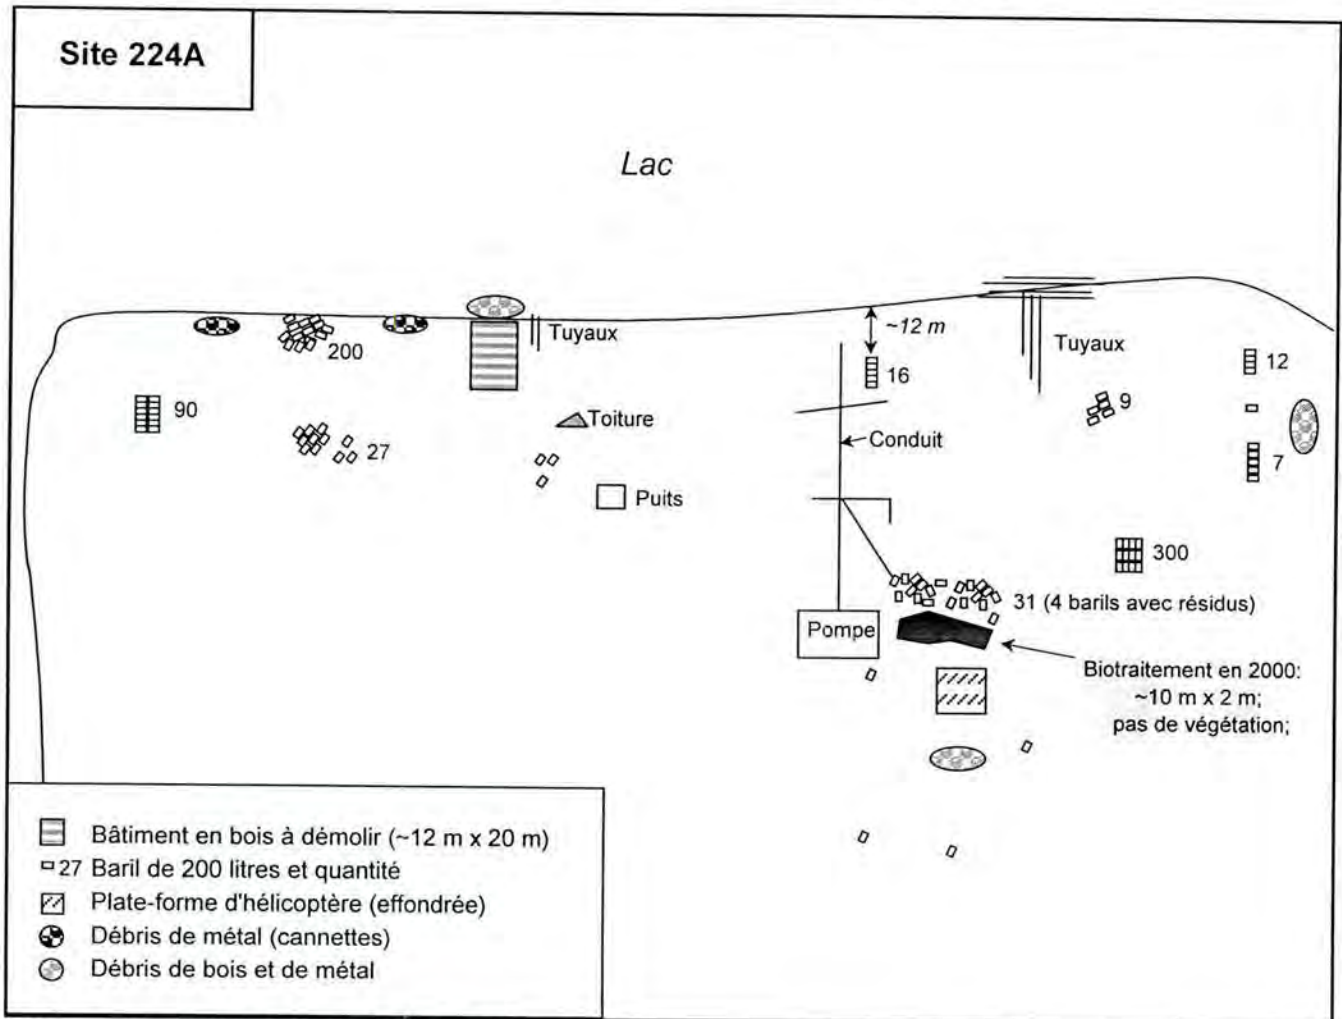 Site 224A
Lac
Tuyaux
200
~12 m
16
Tuyaux
12
90
27
Toiture
Conduit
9
7
Puits
300
31 (4 barils avec résidus)
Pompe
Biotraitement en 2000:
~10 m x 2 m;
pas de végétation;
Bâtiment en bois à démolir (~12 m x 20 m)
27 Baril de 200 litres et quantité
Plate-forme d'hélicoptère (effondrée)
Débris de métal (cannettes)
Débris de bois et de métal